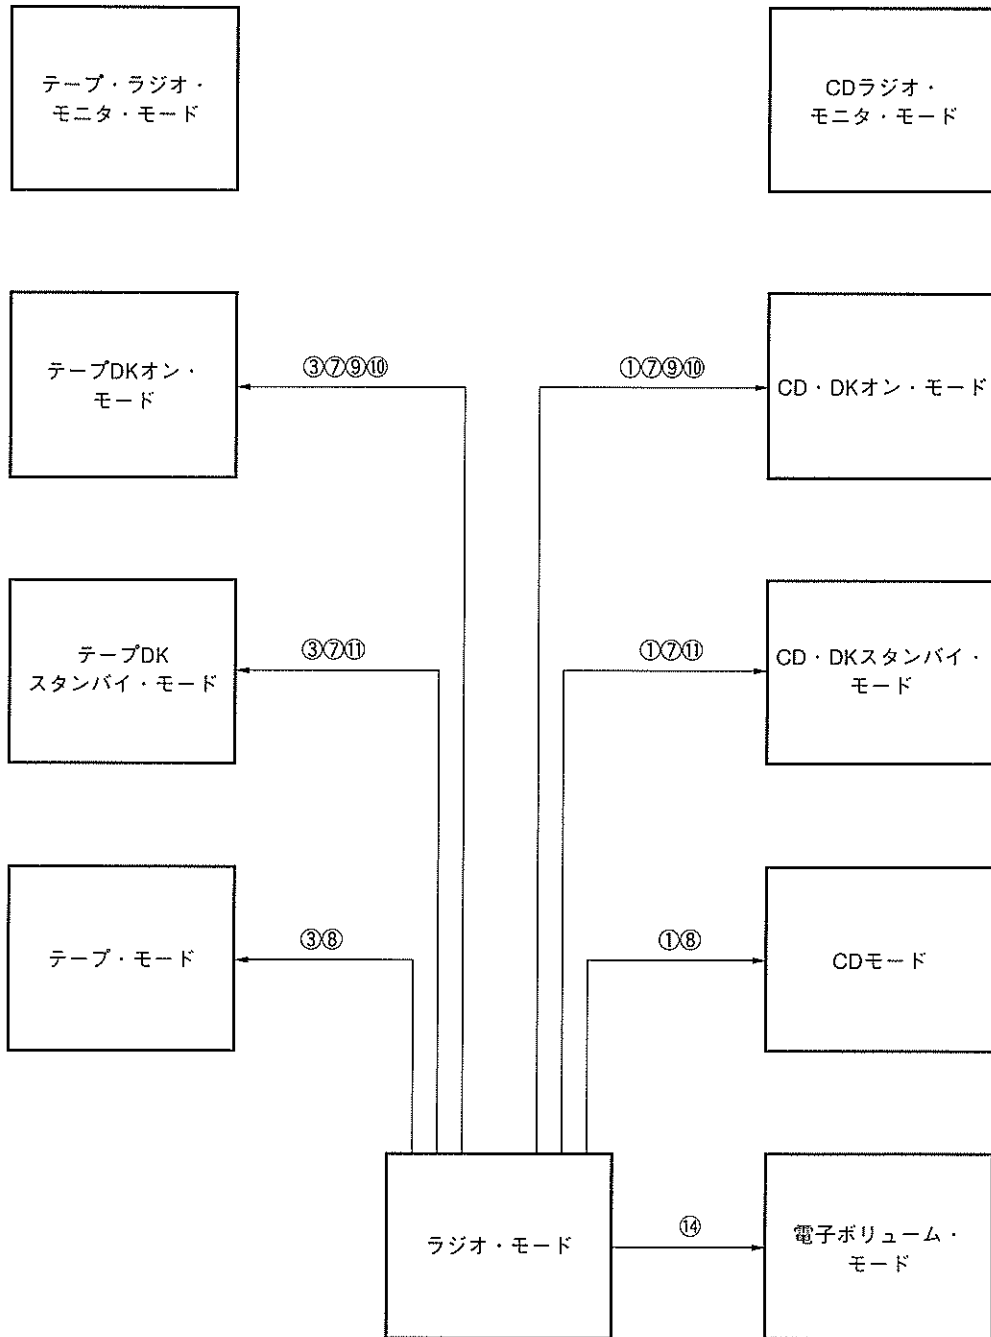 テープ・ラジオ・
モニタ・モード
CDラジオ・
モニタ・モード
テープDKオン・
モード
③⑦⑨⑩
①⑦⑨⑩
CD・DKオン・モード
テープDK
スタンバイ・モード
③⑦⑪
①⑦⑪
CD・DKスタンバイ・
モード
テープ・モード
③⑧
①⑧
CDモード
ラジオ・モード
⑭
電子ボリューム・
モード